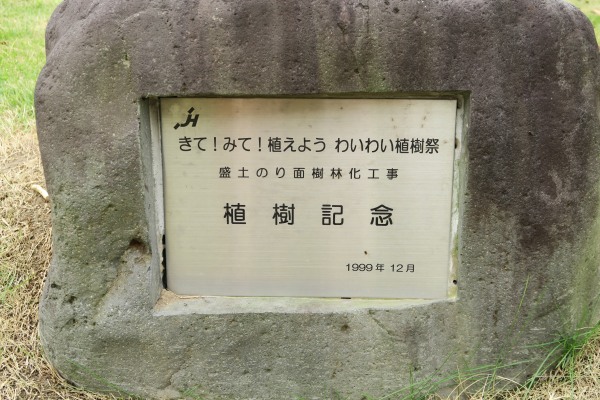 JH
きて!みて!植えよう わいわい植樹祭
盛土のり面樹林化工事
植樹記念
1999年12月